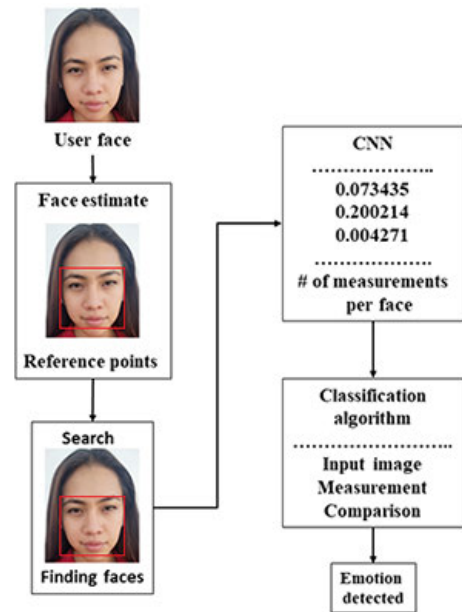 User face
Face estimate
Reference points
Search
Finding faces
CNN
.....................
0.073435
0.200214
0.004271
.....................
# of measurements
per face
Classification
algorithm
...........................
Input image
Measurement
Comparison
Emotion
detected